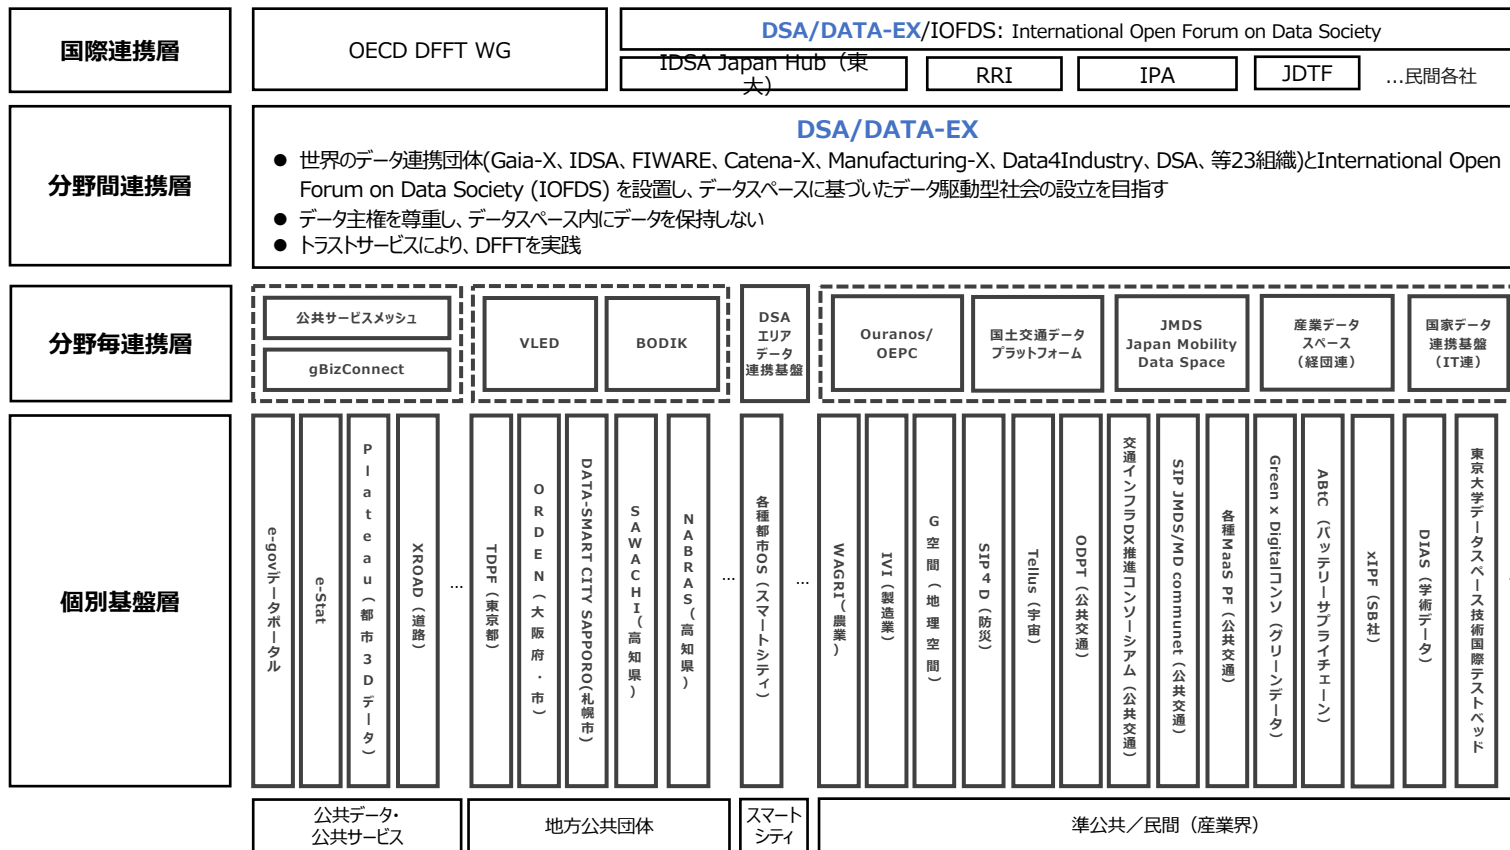 国際連携層
OECD DFFT WG
DSA/DATA-EX/IOFDS: International Open Forum on Data Society
IDSA Japan Hub（東
大）
RRI
IPA
JDTF
…民間各社
分野間連携層
DSA/DATA-EX
● 世界のデータ連携団体(Gaia-X、IDSA、FIWARE、Catena-X、Manufacturing-X、Data4Industry、DSA、等23組織)とInternational Open
Forum on Data Society (IOFDS) を設置し、データスペースに基づいたデータ駆動型社会の設立を目指す
● データ主権を尊重し、データスペース内にデータを保持しない
● トラストサービスにより、DFFTを実践
分野毎連携層
公共サービスメッシュ
gBizConnect
VLED
BODIK
DSA
エリア
データ
連携基盤
Ouranos/
OEPC
国土交通データ
プラットフォーム
JMDS
Japan Mobility
Data Space
産業データ
スペース
（経団連）
国家データ
連携基盤
（IT連）
個別基盤層
e-govデータポータル
e-Stat
Plateau（都市3Dデータ）
XROAD（道路）
…
TDPF（東京都）
ORDEN（大阪府・市）
DATA-SMART CITY SAPPORO(札幌市）
SAWACHI(高知県）
NABRAS(高知県）
…
各種都市OS（スマートシティ）
…
WAGRI(農業）
IVI（製造業）
G空間（地理空間）
SIP４D（防災）
Tellus（宇宙）
ODPT（公共交通）
交通インフラDX推進コンソーシアム（公共交通）
SIP JMDS/MD communet（公共交通）
各種MaaS PF（公共交通）
Green x Digitalコンソ（グリーンデータ）
ABtC （バッテリーサプライチェーン）
xIPF（SB社）
DIAS（学術データ）
東京大学データスペース技術国際テストベッド
公共データ・
公共サービス
地方公共団体
スマート
シティ
準公共／民間（産業界）